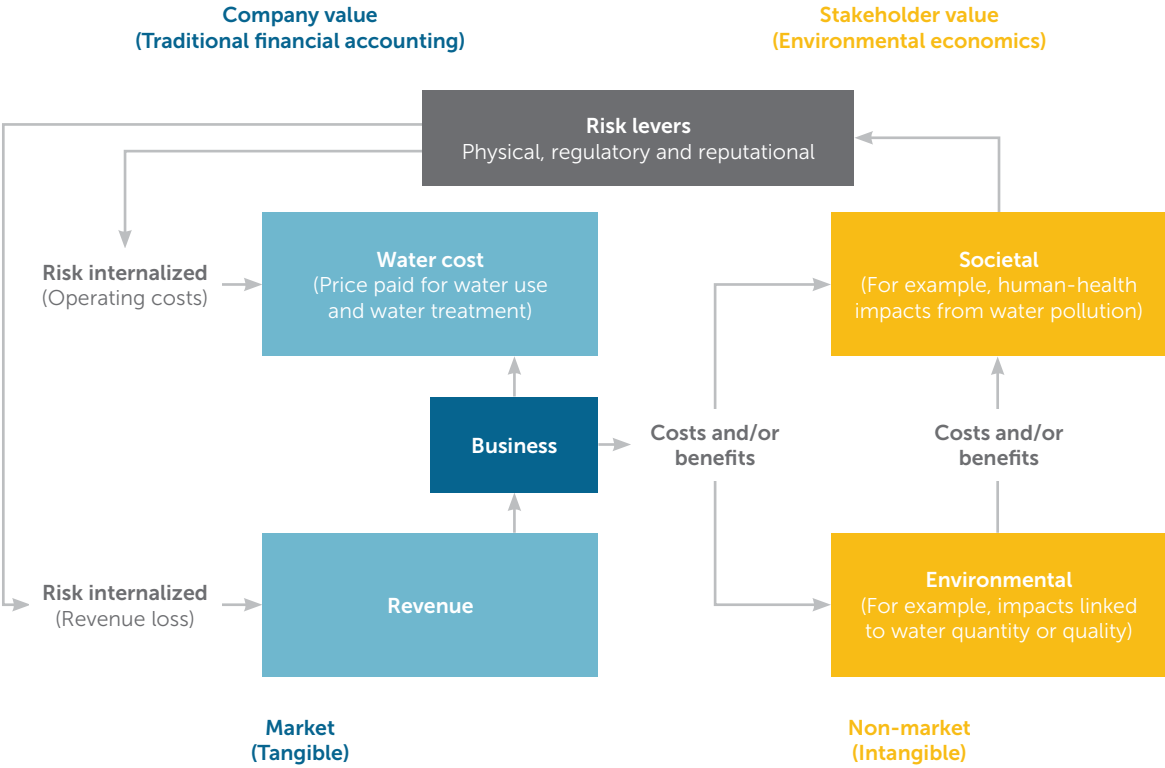 Company value
(Traditional financial accounting)
Stakeholder value
(Environmental economics)
Risk levers
Physical, regulatory and reputational
Risk internalized
(Operating costs)
Water cost
(Price paid for water use
and water treatment)
Societal
(For example, human-health
impacts from water pollution)
Business
Costs and/or
benefits
Costs and/or
benefits
Risk internalized
(Revenue loss)
Revenue
Environmental
(For example, impacts linked
to water quantity or quality)
Market
(Tangible)
Non-market
(Intangible)